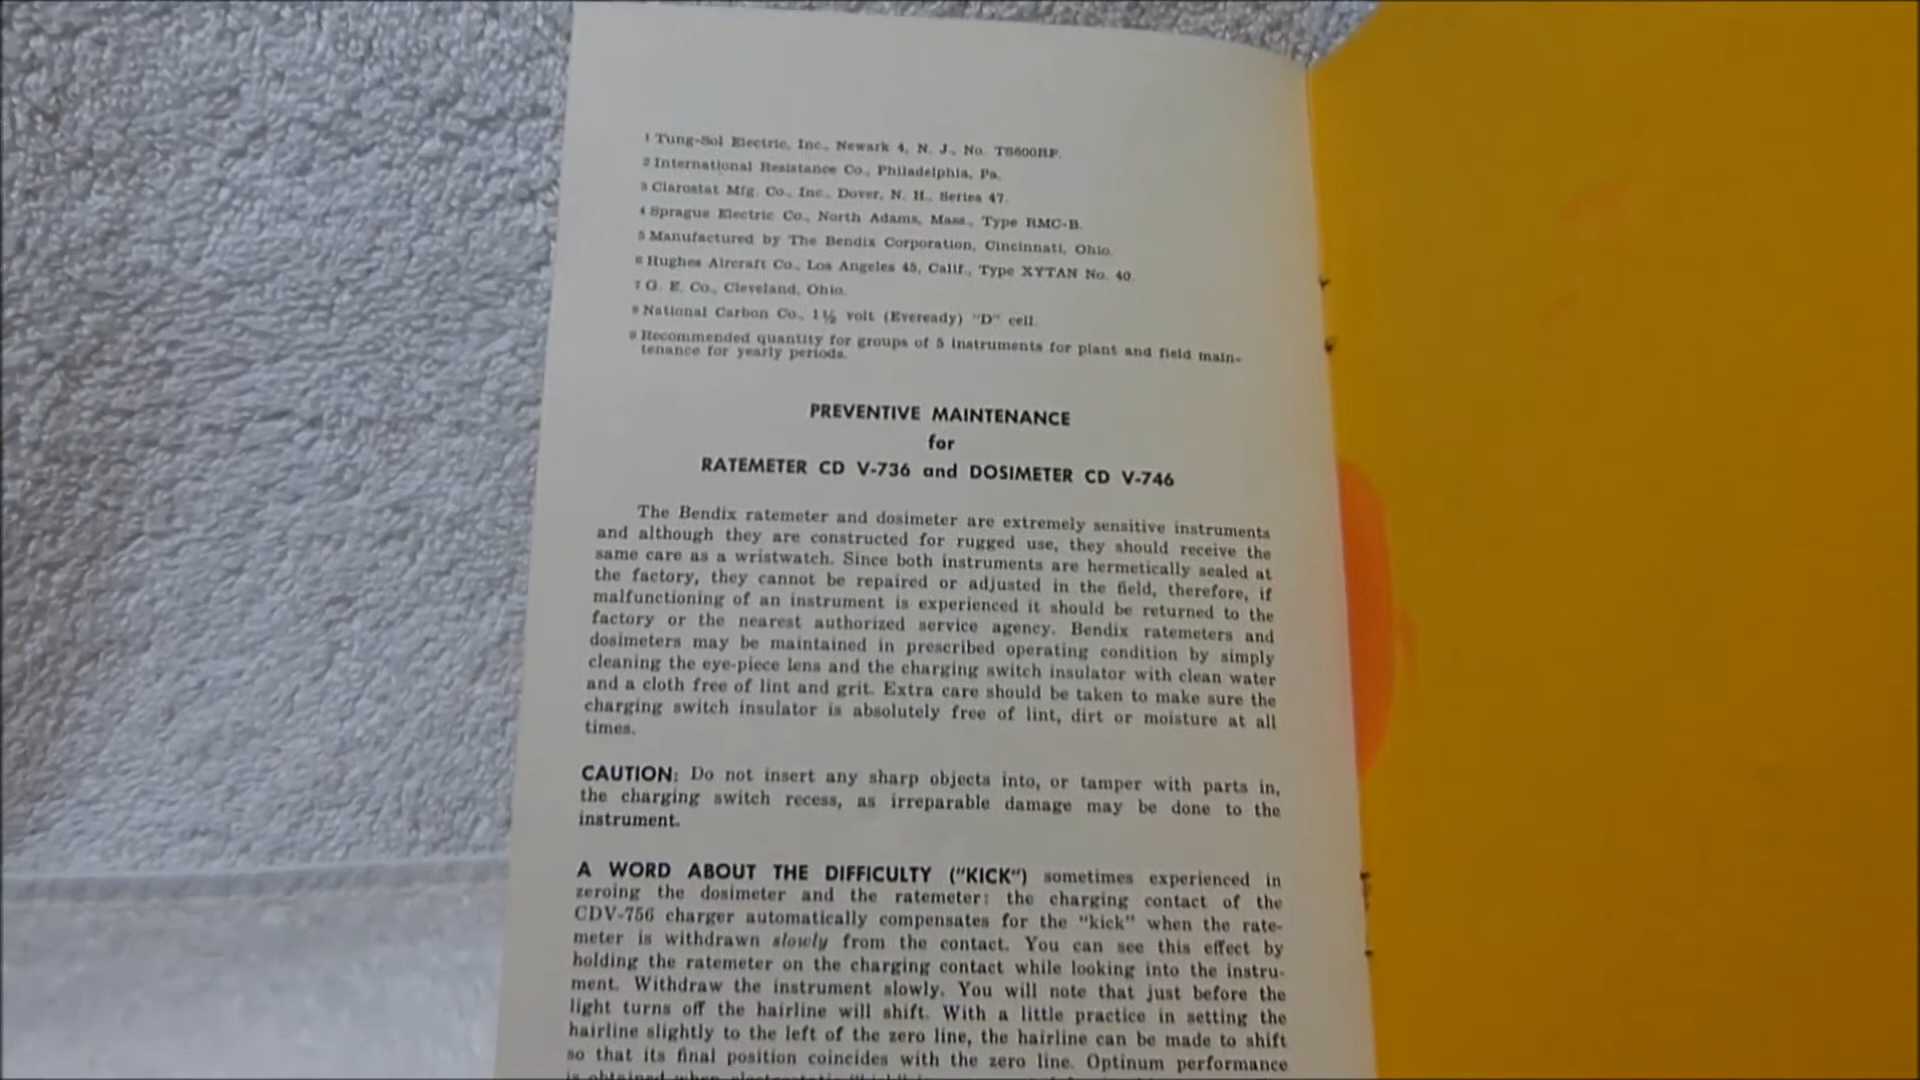 1 Tung-Sol Electric, Inc., Newark 4, N. J., No. TS600RF.
2 International Resistance Co., Philadelphia, Pa.
3 Clarostat Mfg. Co., Inc., Dover, N. H., Series 47.
4 Sprague Electric Co., North Adams, Mass., Type RMC-B.
5 Manufactured by The Bendix Corporation, Cincinnati, Ohio.
6 Hughes Aircraft Co., Los Angeles 45, Calif., Type XYTAN No. 40.
7 G. E. Co., Cleveland, Ohio.
8 National Carbon Co., 1½ volt (Eveready) "D" cell.
9 Recommended quantity for groups of 5 instruments for plant and field main-
tenance for yearly periods.
PREVENTIVE MAINTENANCE
for
RATEMETER CD V-736 and DOSIMETER CD V-746
The Bendix ratemeter and dosimeter are extremely sensitive instruments
and although they are constructed for rugged use, they should receive the
same care as a wristwatch. Since both instruments are hermetically sealed at
the factory, they cannot be repaired or adjusted in the field, therefore, if
malfunctioning of an instrument is experienced it should be returned to the
factory or the nearest authorized service agency. Bendix ratemeters and
dosimeters may be maintained in prescribed operating condition by simply
cleaning the eye-piece lens and the charging switch insulator with clean water
and a cloth free of lint and grit. Extra care should be taken to make sure the
charging switch insulator is absolutely free of lint, dirt or moisture at all
times.
CAUTION: Do not insert any sharp objects into, or tamper with parts in,
the charging switch recess, as irreparable damage may be done to the
instrument.
A WORD ABOUT THE DIFFICULTY ("KICK") sometimes experienced in
zeroing the dosimeter and the ratemeter: the charging contact of the
CDV-756 charger automatically compensates for the "kick" when the rate-
meter is withdrawn slowly from the contact. You can see this effect by
holding the ratemeter on the charging contact while looking into the instru-
ment. Withdraw the instrument slowly. You will note that just before the
light turns off the hairline will shift. With a little practice in setting the
hairline slightly to the left of the zero line, the hairline can be made to shift
so that its final position coincides with the zero line. Optinum performance